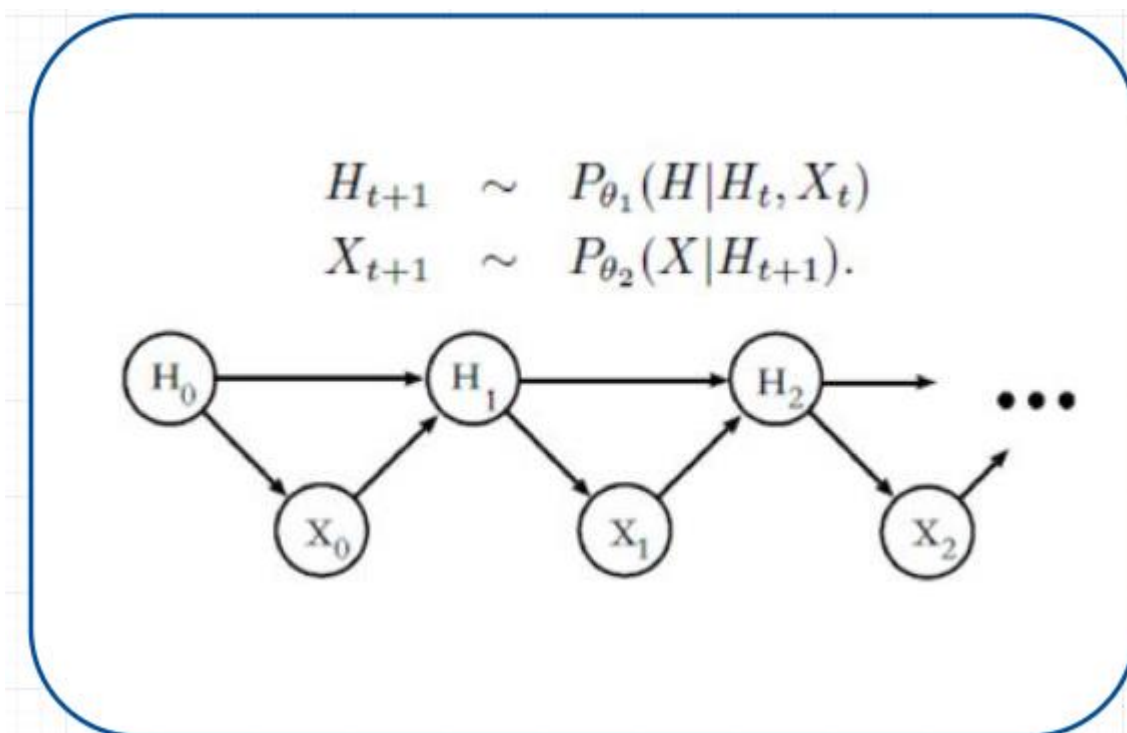 H_{t+1} ~ P_{θ_1}(H|H_t, X_t)
X_{t+1} ~ P_{θ_2}(X|H_{t+1}).
H_0 H_1 H_2 •••
X_0 X_1 X_2